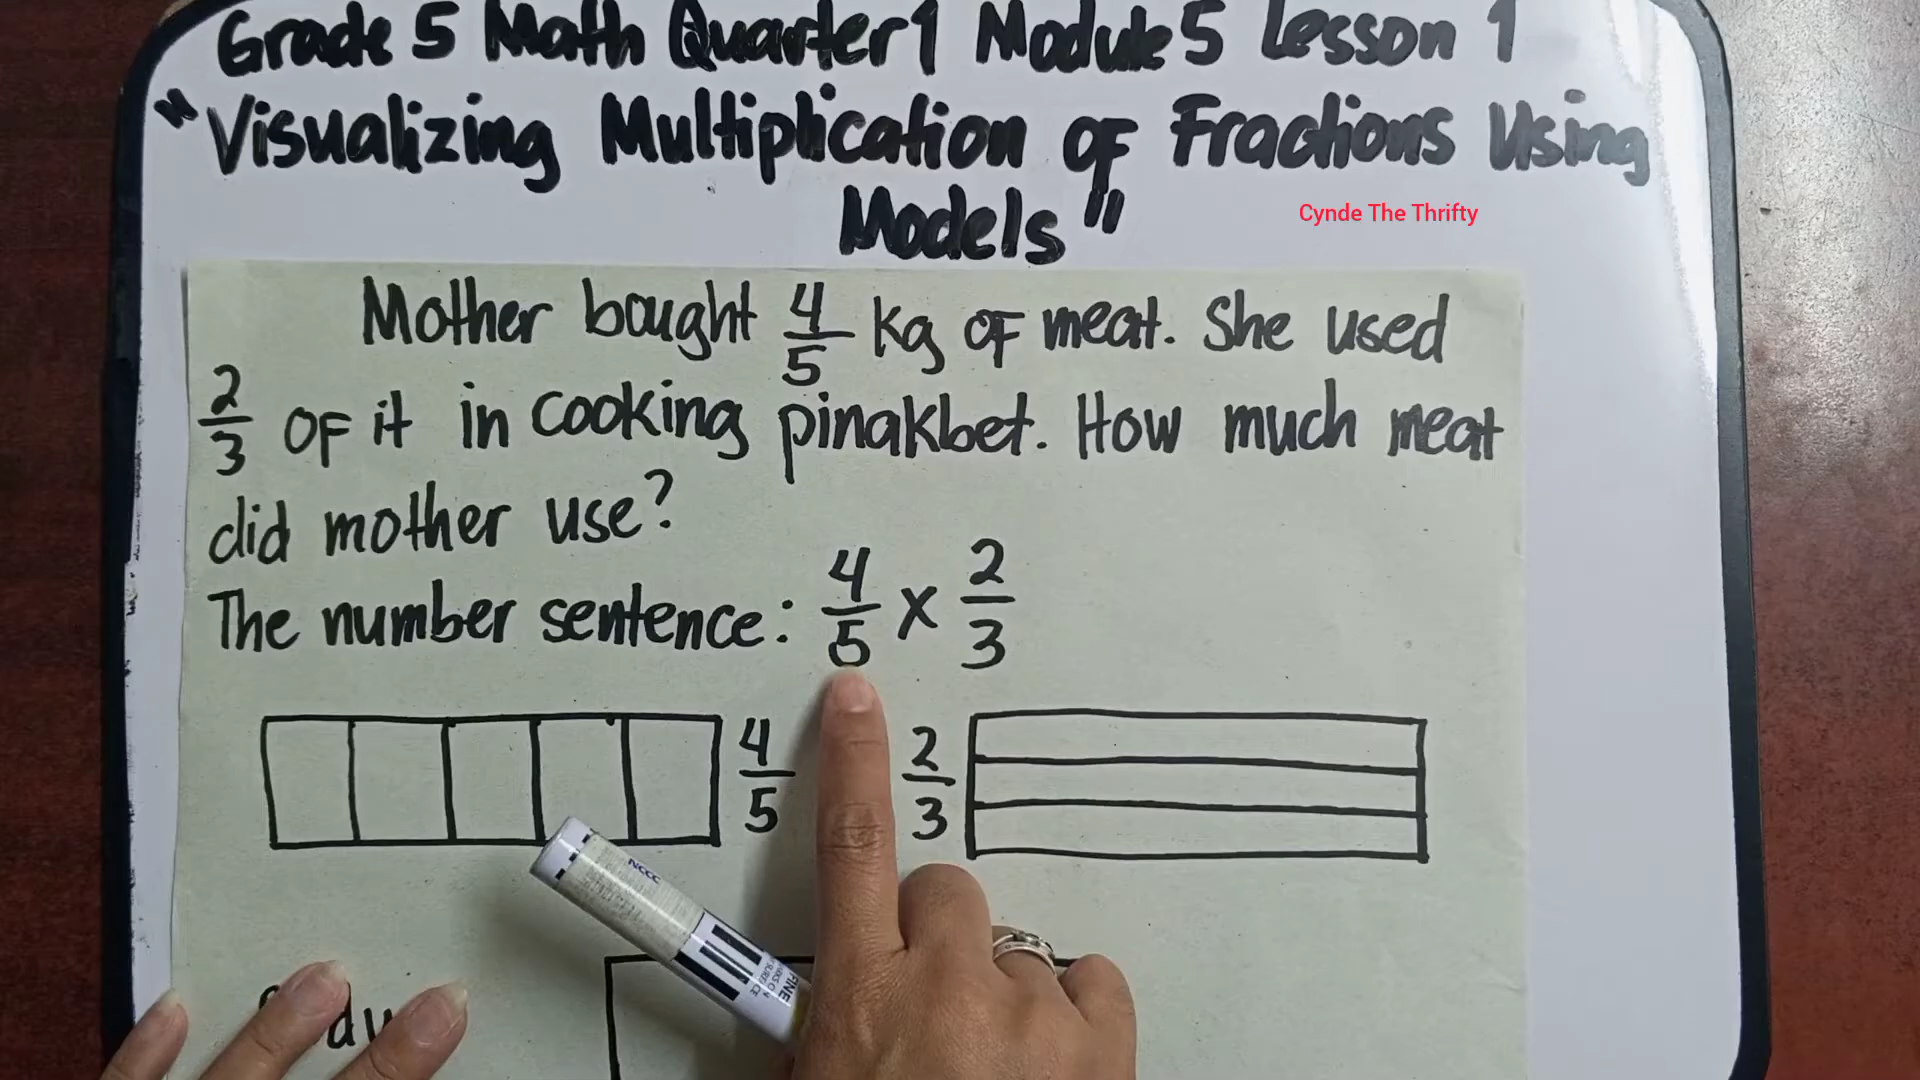 Grade 5 Math Quarter 1 Module 5 Lesson 1
"Visualizing Multiplication of Fractions Using
Models"
Cynde The Thrifty
Mother bought 4/5 kg of meat. She used
2/3 of it in cooking pinakbet. How much meat
did mother use?
The number sentence: 4/5 x 2/3
4/5 2/3
NCCC